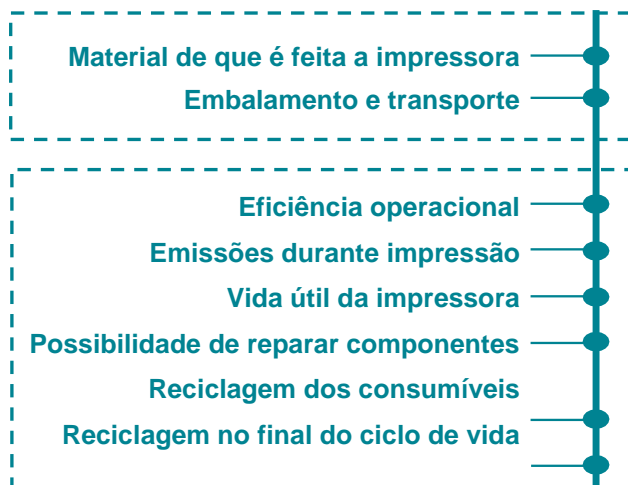 Material de que é feita a impressora
Embalamento e transporte
Eficiência operacional
Emissões durante impressão
Vida útil da impressora
Possibilidade de reparar componentes
Reciclagem dos consumíveis
Reciclagem no final do ciclo de vida